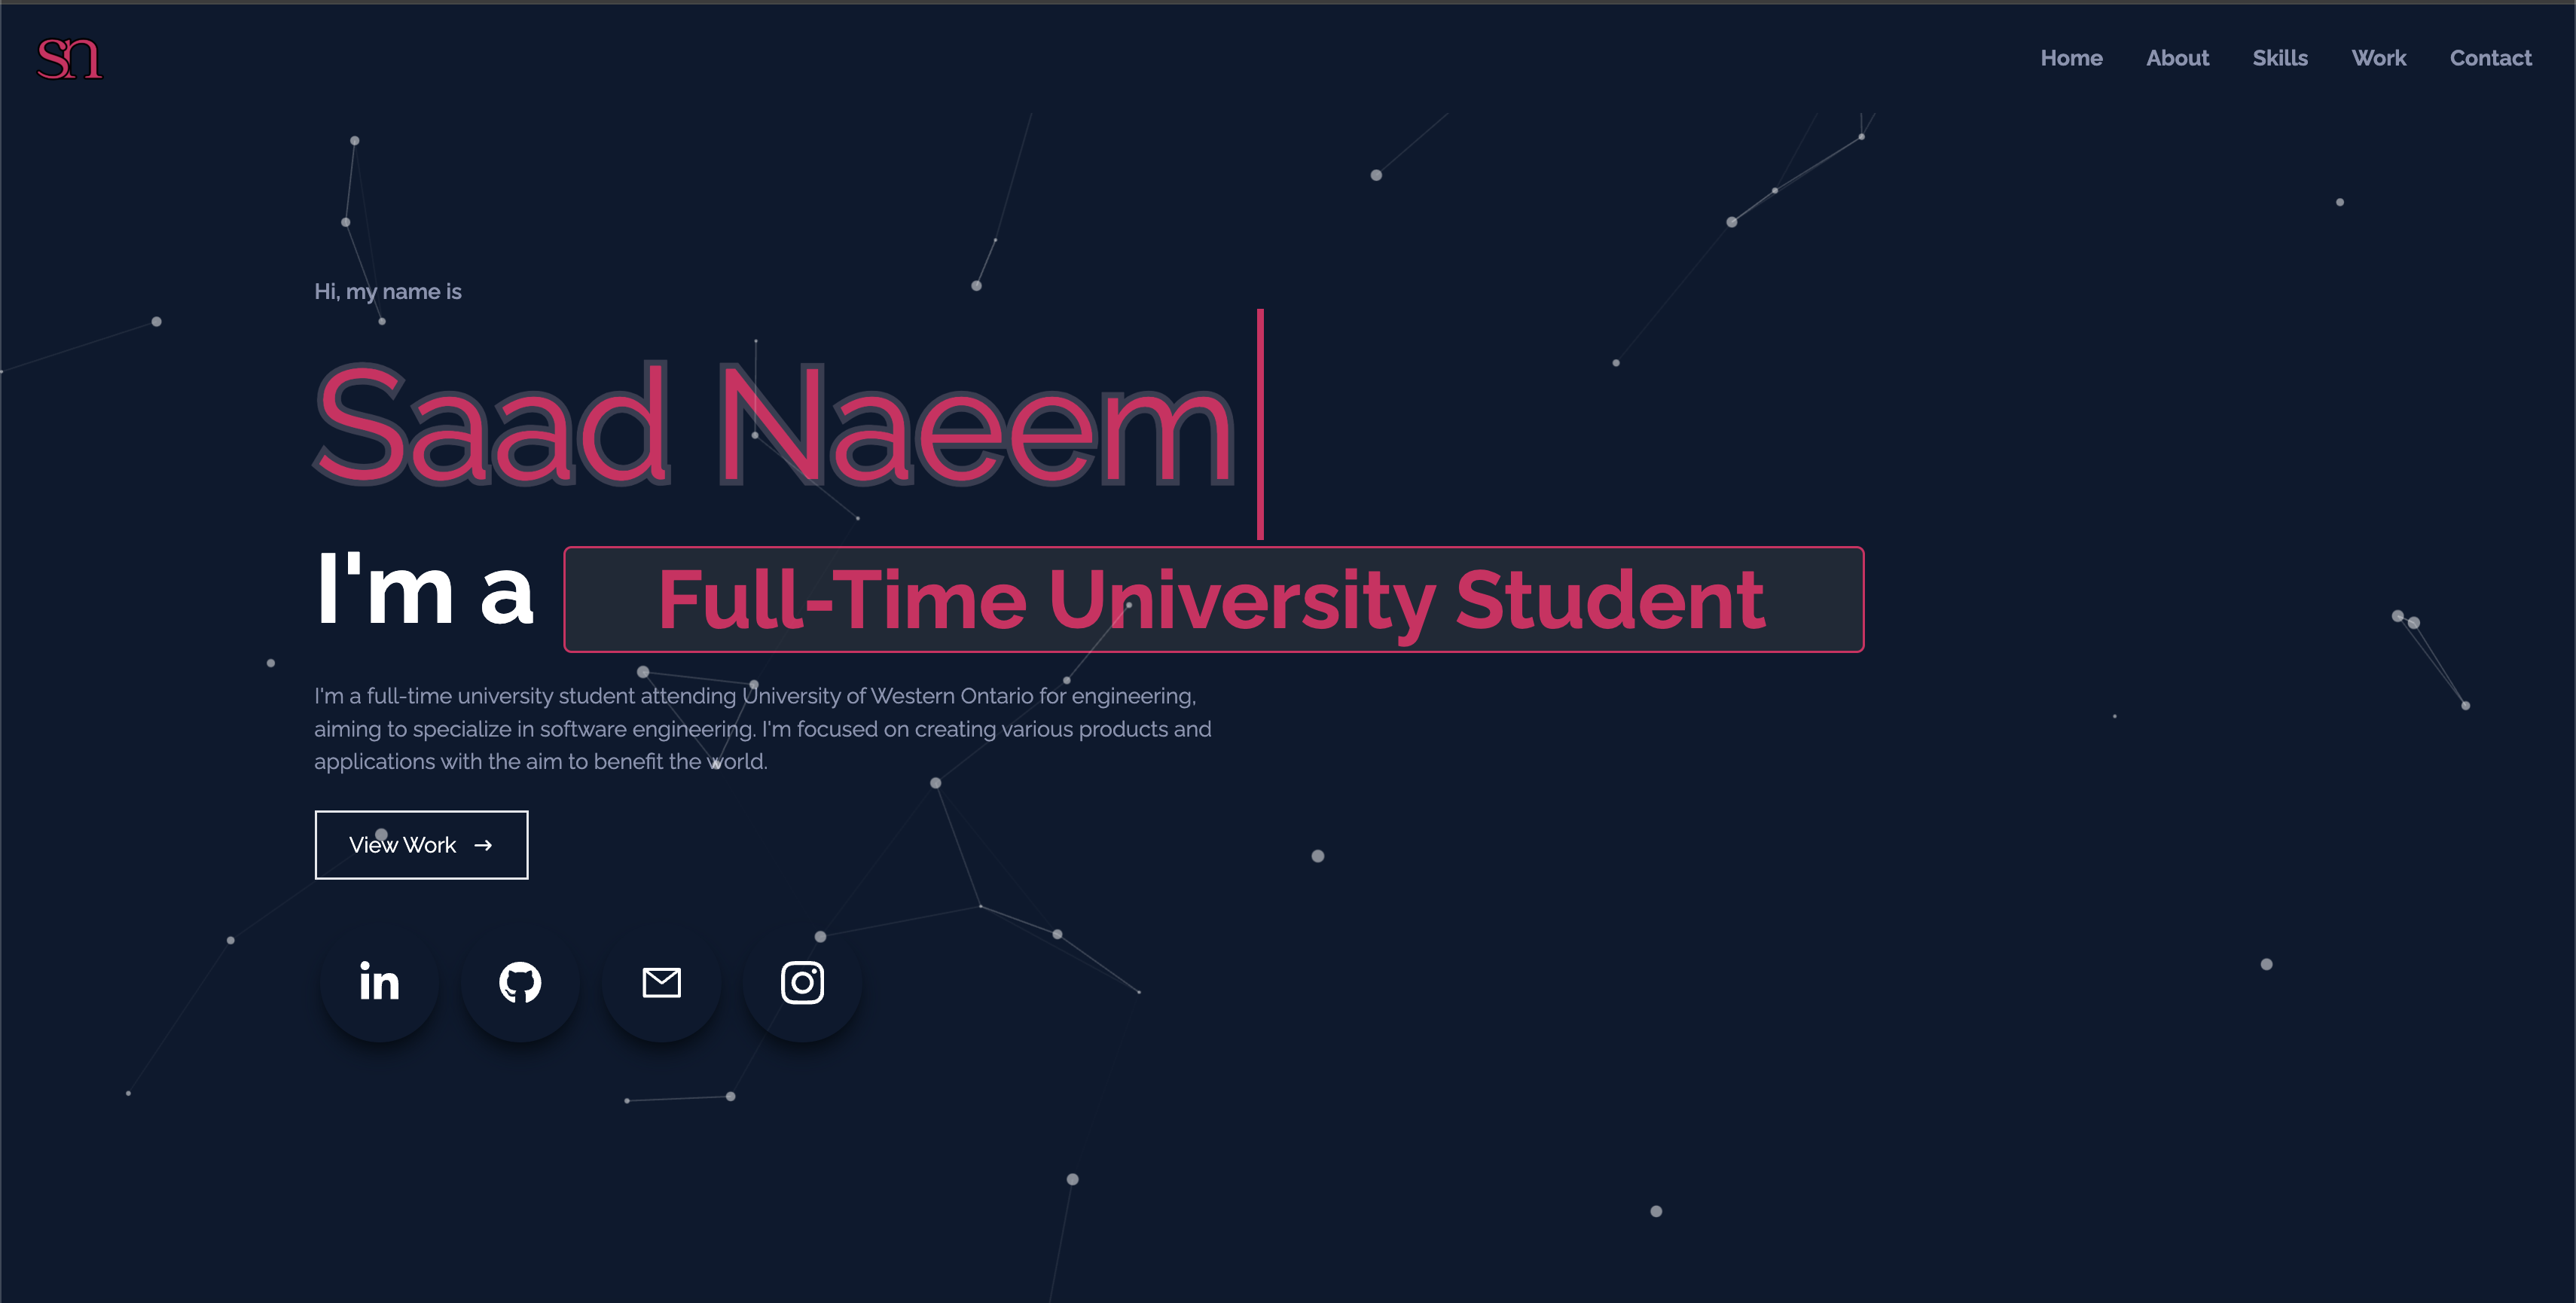 sn
Home About Skills Work Contact
Hi, my name is
Saad Naeem
I'm a Full-Time University Student
I'm a full-time university student attending University of Western Ontario for engineering,
aiming to specialize in software engineering. I'm focused on creating various products and
applications with the aim to benefit the world.
View Work →
in